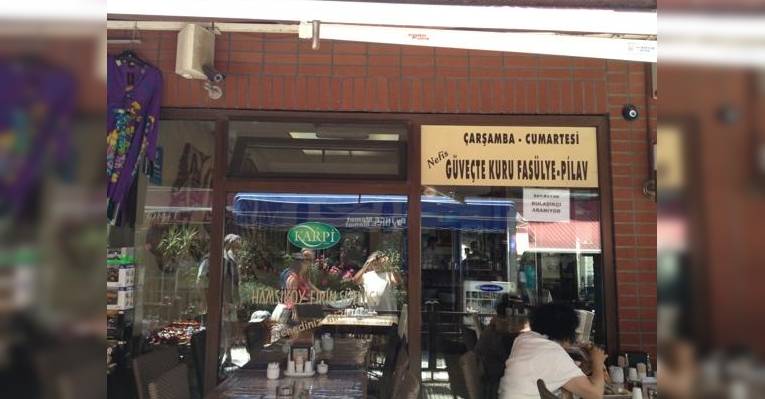 ÇARŞAMBA - CUMARTESİ
Nefis GÜVEÇTE KURU FASÜLYE-PİLAV
BULAŞIKÇI
ARANIYOR
KARPİ
HAMSİKÖY FIRIN SÜTLAÇ